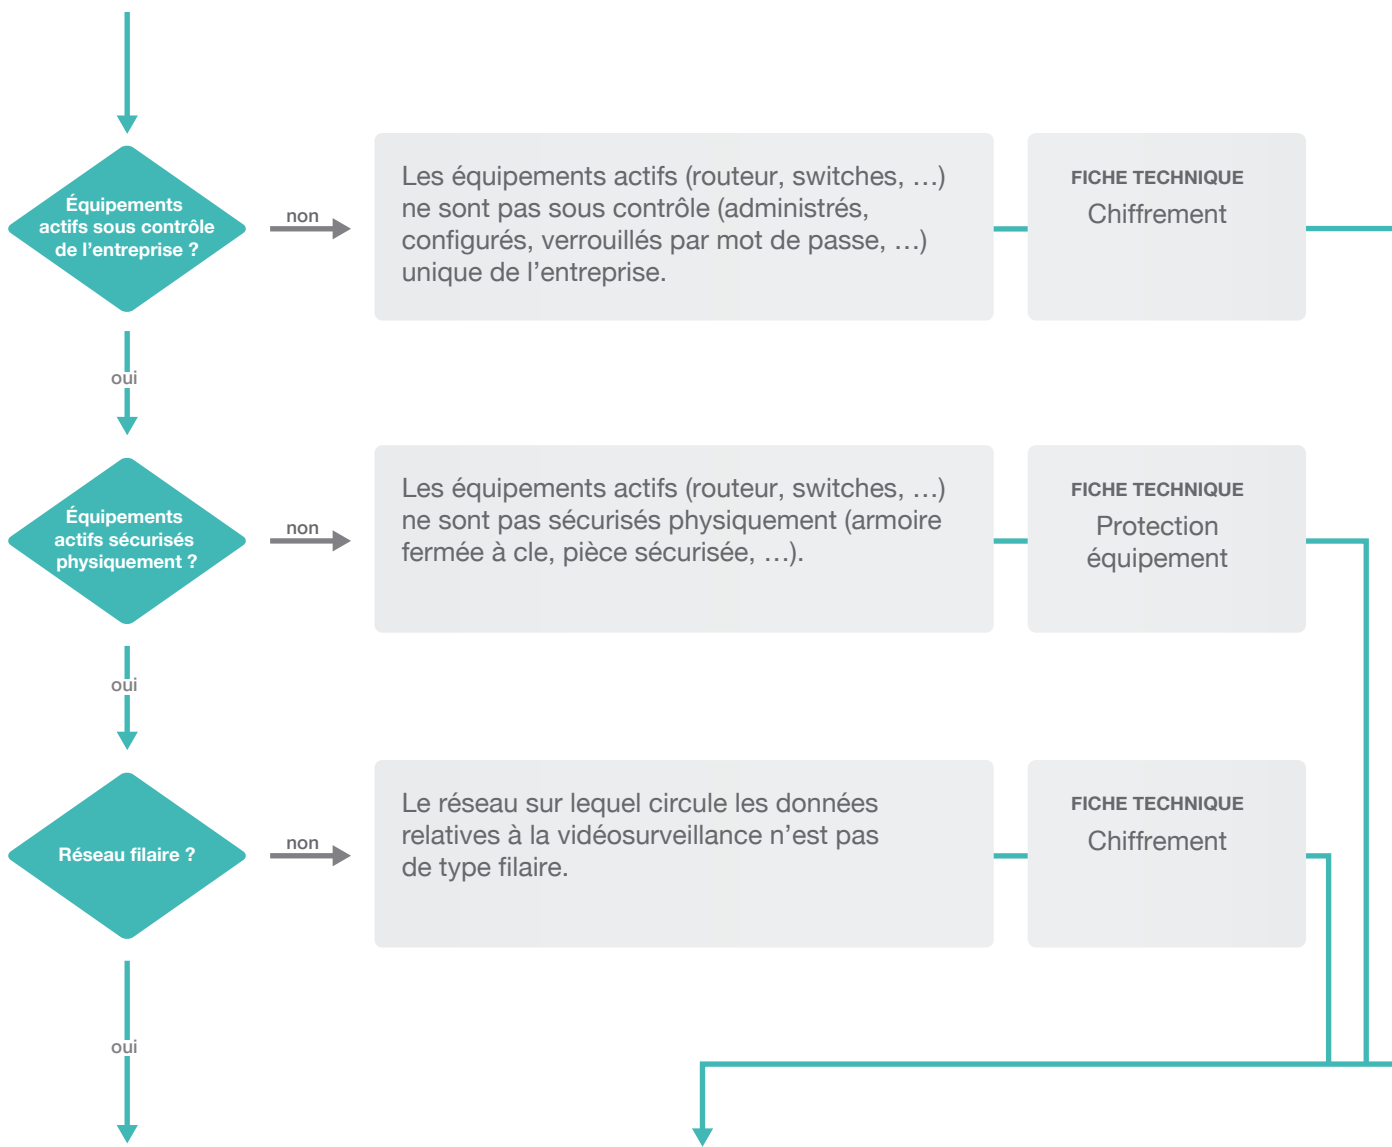 Équipements
actifs sous contrôle
de l’entreprise ?
non
Les équipements actifs (routeur, switches, …)
ne sont pas sous contrôle (administrés,
configurés, verrouillés par mot de passe, …)
unique de l’entreprise.
FICHE TECHNIQUE
Chiffrement
oui
Équipements
actifs sécurisés
physiquement ?
non
Les équipements actifs (routeur, switches, …)
ne sont pas sécurisés physiquement (armoire
fermée à cle, pièce sécurisée, …).
FICHE TECHNIQUE
Protection
équipement
oui
Réseau filaire ?
non
Le réseau sur lequel circule les données
relatives à la vidéosurveillance n’est pas
de type filaire.
FICHE TECHNIQUE
Chiffrement
oui